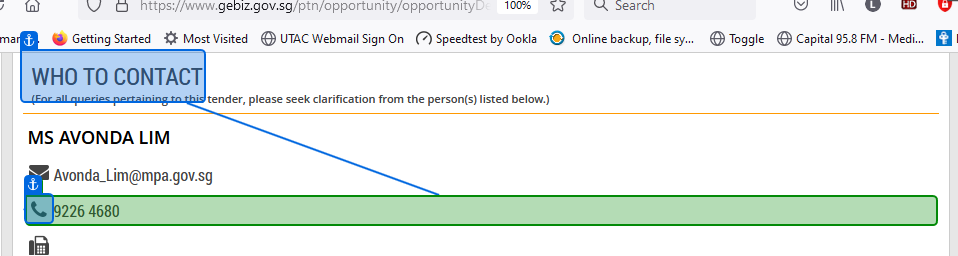 https://www.gebiz.gov.sg/ptn/opportunity/opportunityDe
100%
Search
L
HD
Getting Started
Most Visited
UTAC Webmail Sign On
Speedtest by Ookla
Online backup, file sy...
Toggle
Capital 95.8 FM - Medi...
WHO TO CONTACT
(For all queries pertaining to this tender, please seek clarification from the person(s) listed below.)
MS AVONDA LIM
Avonda_Lim@mpa.gov.sg
9226 4680